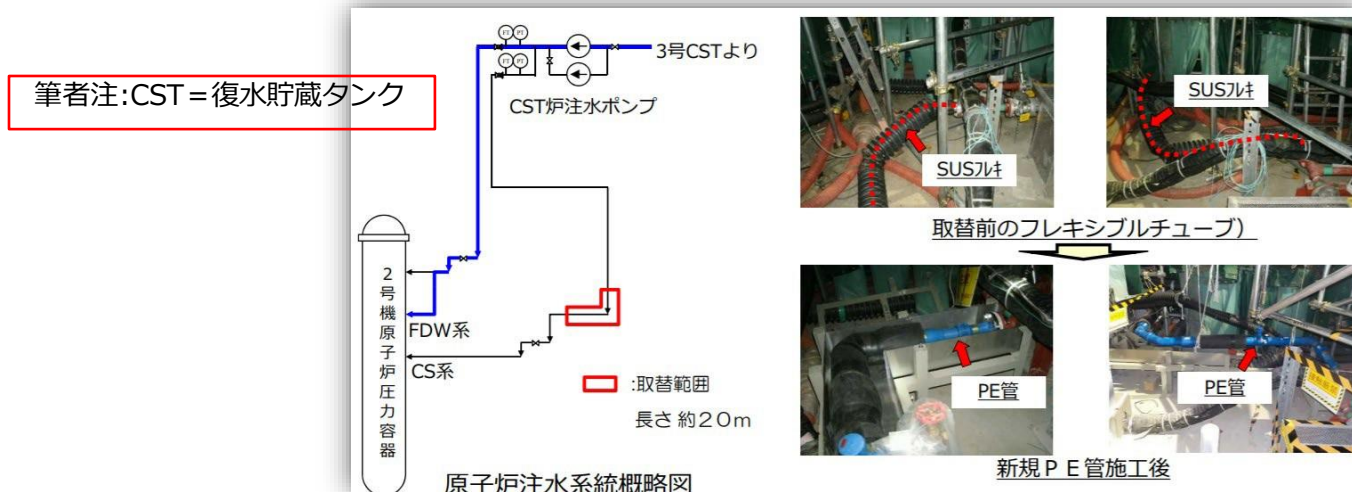 筆者注:CST=復水貯蔵タンク
FT PT
FT PT
3号CSTより
CST炉注水ポンプ
2号機原子炉圧力容器
FDW系
CS系
:取替範囲
長さ 約20m
原子炉注水系統概略図
SUSフレキ
SUSフレキ
取替前のフレキシブルチューブ)
PE管
PE管
新規PE管施工後